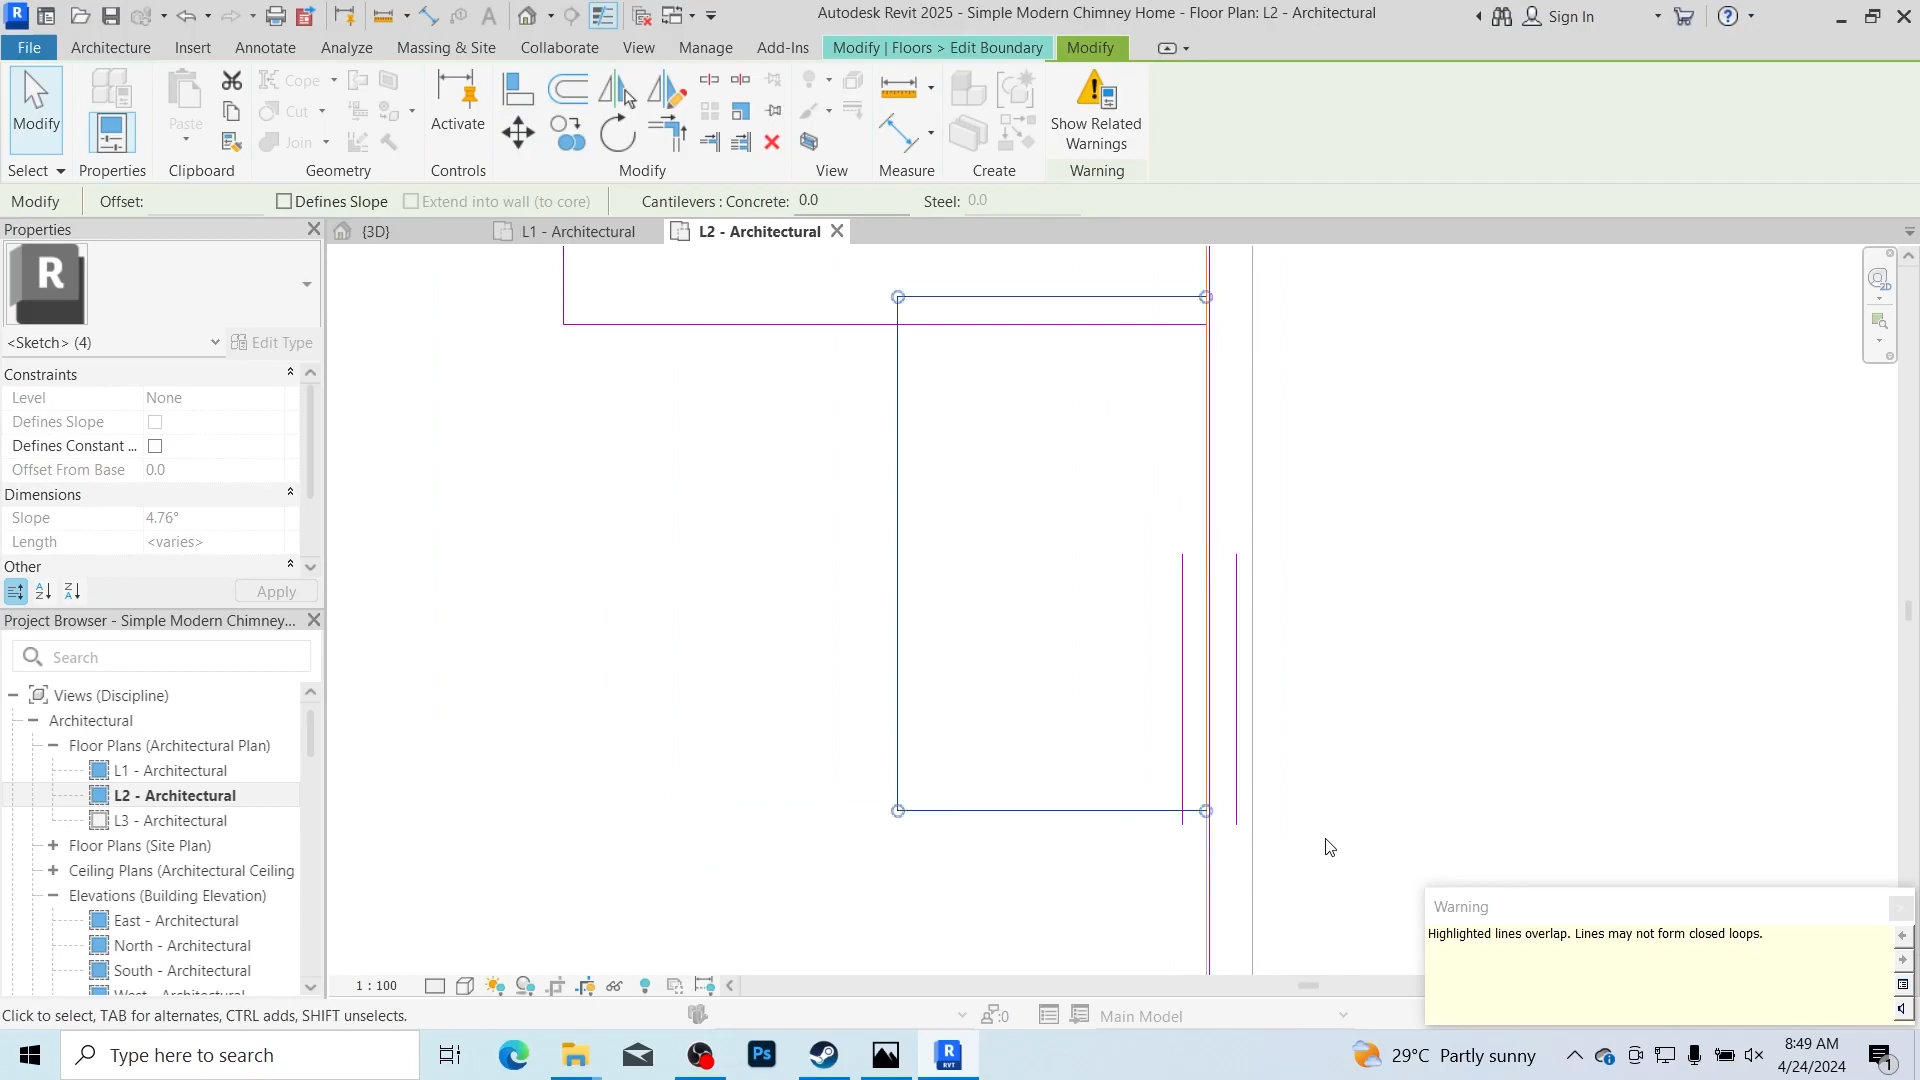 Autodesk Revit 2025 - Simple Modern Chimney Home - Floor Plan: L2 - Architectural
Sign In
File
Architecture
Insert
Annotate
Analyze
Massing & Site
Collaborate
View
Manage
Add-Ins
Modify | Floors > Edit Boundary
Modify
Modify
Paste
Cope
Cut
Join
Activate
Show Related
Warnings
Select
Properties
Clipboard
Geometry
Controls
Modify
View
Measure
Create
Warning
Modify
Offset:
Defines Slope
Extend into wall (to core)
Cantilevers : Concrete: 0.0
Steel: 0.0
Properties
{3D}
L1 - Architectural
L2 - Architectural
R
<Sketch> (4)
Edit Type
Constraints
Level None
Defines Slope
Defines Constant ...
Offset From Base 0.0
Dimensions
Slope 4.76°
Length <varies>
Other
Apply
Project Browser - Simple Modern Chimney...
Search
Views (Discipline)
Architectural
Floor Plans (Architectural Plan)
L1 - Architectural
L2 - Architectural
L3 - Architectural
Floor Plans (Site Plan)
Ceiling Plans (Architectural Ceiling
Elevations (Building Elevation)
East - Architectural
North - Architectural
South - Architectural
West - Architectural
1 : 100
Warning
Highlighted lines overlap. Lines may not form closed loops.
Click to select, TAB for alternates, CTRL adds, SHIFT unselects.
:0
Main Model
Type here to search
Ps
R
RVT
29°C Partly sunny
8:49 AM
4/24/2024
1